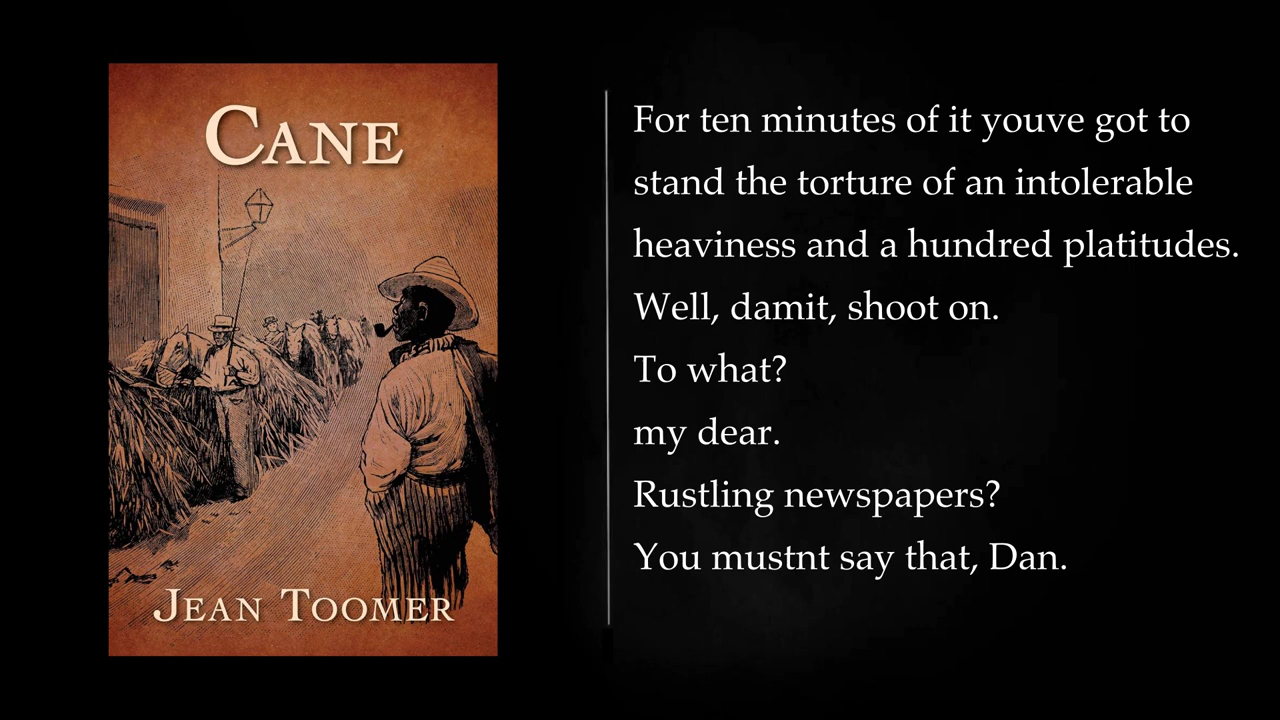 CANE
JEAN TOOMER
For ten minutes of it youve got to
stand the torture of an intolerable
heaviness and a hundred platitudes.
Well, damit, shoot on.
To what?
my dear.
Rustling newspapers?
You mustnt say that, Dan.